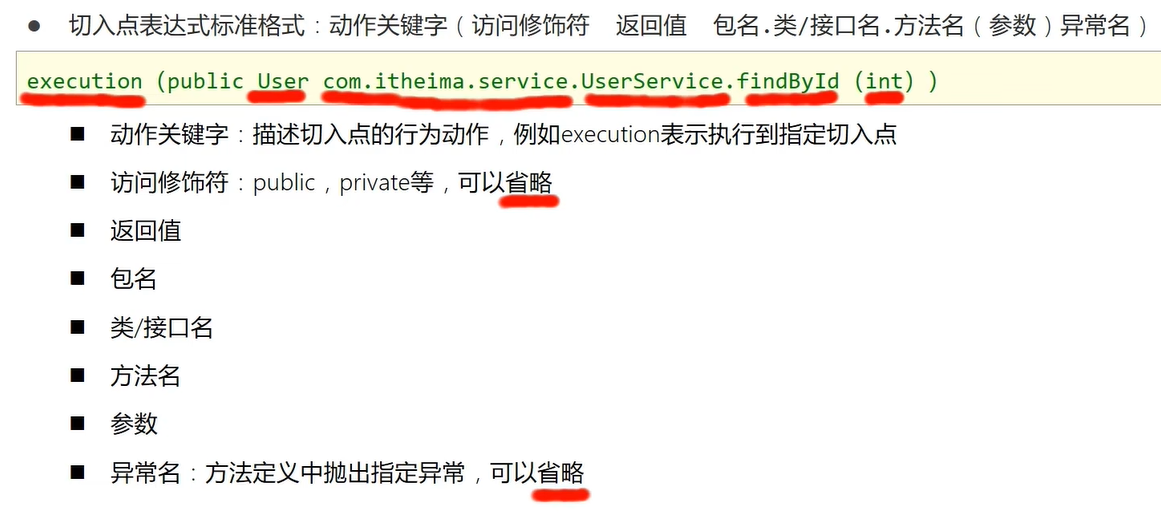 ● 切入点表达式标准格式：动作关键字（访问修饰符 返回值 包名.类/接口名.方法名（参数）异常名）
execution (public User com.itheima.service.UserService.findById (int) )
■ 动作关键字：描述切入点的行为动作，例如execution表示执行到指定切入点
■ 访问修饰符：public，private等，可以省略
■ 返回值
■ 包名
■ 类/接口名
■ 方法名
■ 参数
■ 异常名：方法定义中抛出指定异常，可以省略